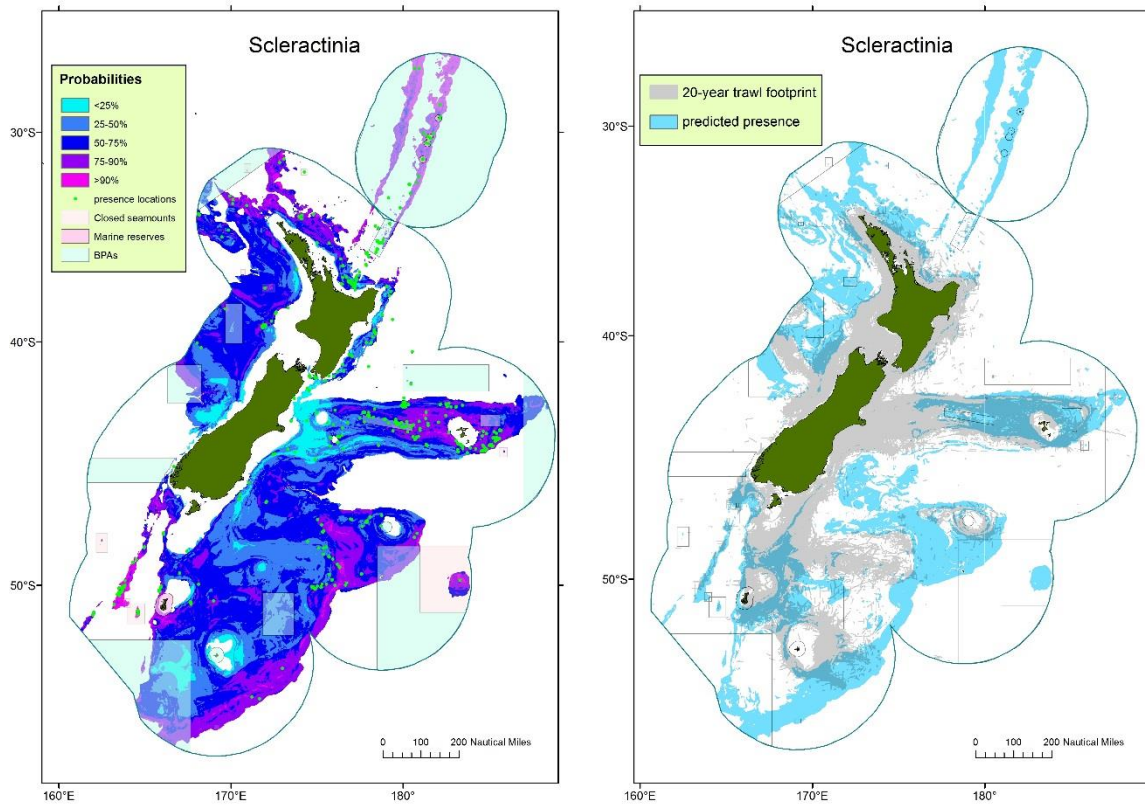 Scleractinia
Probabilities
<25%
25-50%
50-75%
75-90%
>90%
presence locations
Closed seamounts
Marine reserves
BPAs
30°S
40°S
50°S
0 100 200 Nautical Miles
160°E 170°E 180°
Scleractinia
20-year trawl footprint
predicted presence
30°S
40°S
50°S
0 100 200 Nautical Miles
160°E 170°E 180°